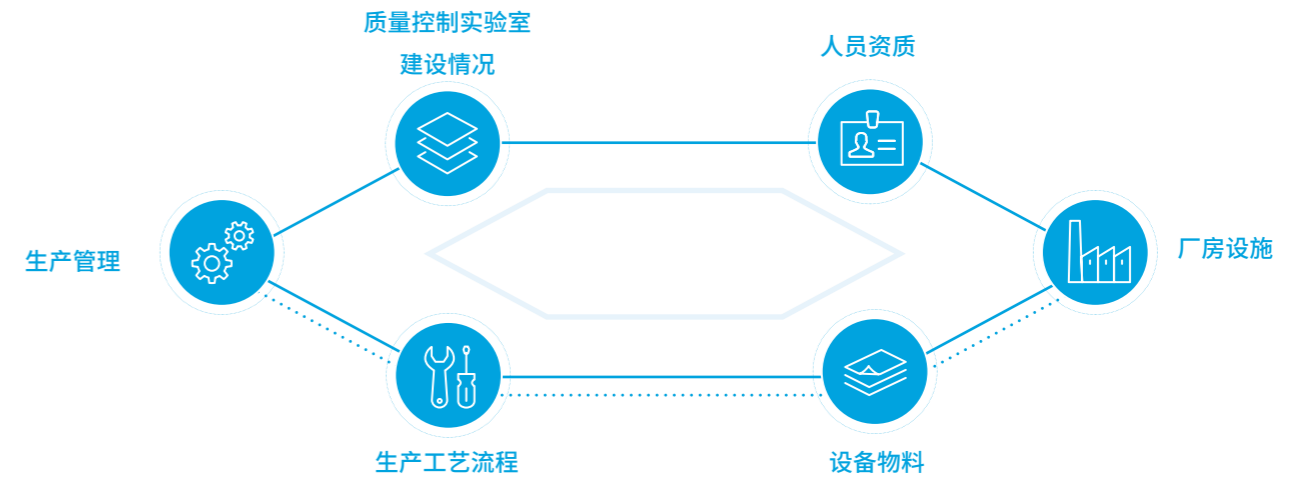 质量控制实验室
建设情况
人员资质
生产管理
厂房设施
生产工艺流程
设备物料